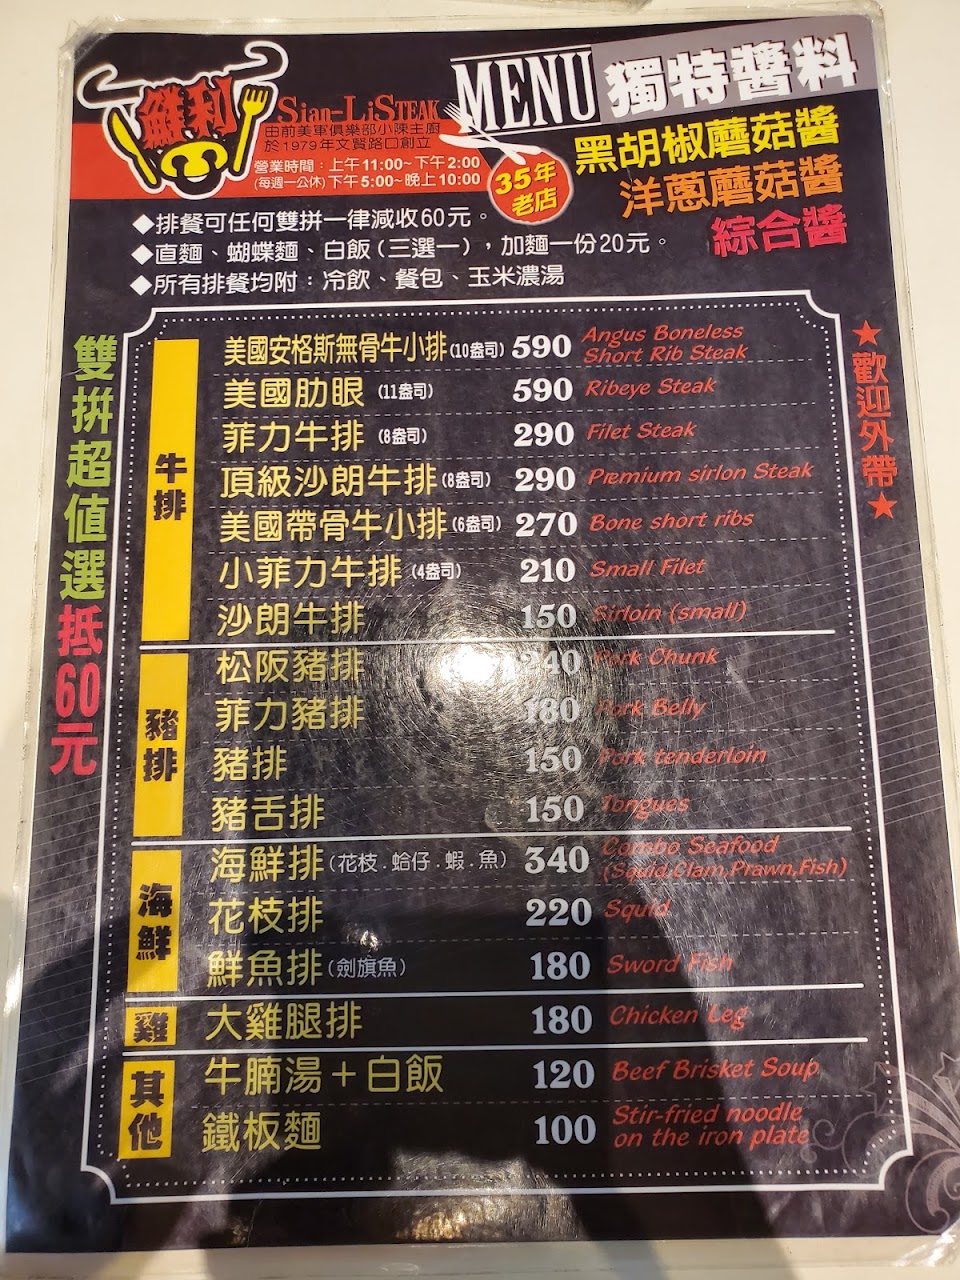 鮮利
Sian-Li STEAK
由前美軍俱樂部小陳主廚
於1979年文賢路口創立
營業時間：上午11:00~下午2:00
(每週一公休)下午5:00~晚上10:00
MENU
獨特醬料
35年
老店
黑胡椒蘑菇醬
洋蔥蘑菇醬
綜合醬
◆排餐可任何雙拼一律減收60元。
◆直麵、蝴蝶麵、白飯(三選一)，加麵一份20元。
◆所有排餐均附：冷飲、餐包、玉米濃湯
雙拚超值選抵60元
★歡迎外帶★
牛排
美國安格斯無骨牛小排(10盎司) 590 Angus Boneless
Short Rib Steak
美國肋眼 (11盎司) 590 Ribeye Steak
菲力牛排 (8盎司) 290 Filet Steak
頂級沙朗牛排(8盎司) 290 Premium sirlon Steak
美國帶骨牛小排(6盎司) 270 Bone short ribs
小菲力牛排(4盎司) 210 Small Filet
沙朗牛排 150 Sirloin (small)
豬排
松阪豬排 240 Pork Chunk
菲力豬排 180 Pork Belly
豬排 150 Pork tenderloin
豬舌排 150 Tongues
海鮮
海鮮排(花枝.蛤仔.蝦.魚) 340 Combo Seafood
(Squid,Clam,Prawn,Fish)
花枝排 220 Squid
鮮魚排(劍旗魚) 180 Sword Fish
雞
大雞腿排 180 Chicken Leg
其他
牛腩湯＋白飯 120 Beef Brisket Soup
鐵板麵 100 Stir-fried noodle
on the iron plate